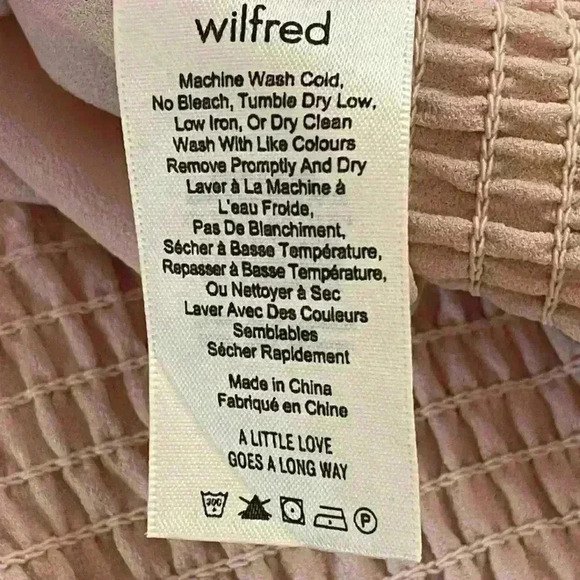 wilfred
Machine Wash Cold,
No Bleach, Tumble Dry Low,
Low Iron, Or Dry Clean
Wash With Like Colours
Remove Promptly And Dry
Laver à La Machine à
L'eau Froide,
Pas De Blanchiment,
Sécher à Basse Température,
Repasser à Basse Température,
Ou Nettoyer à Sec
Laver Avec Des Couleurs
Semblables
Sécher Rapidement
Made in China
Fabriqué en Chine
A LITTLE LOVE
GOES A LONG WAY
30C P